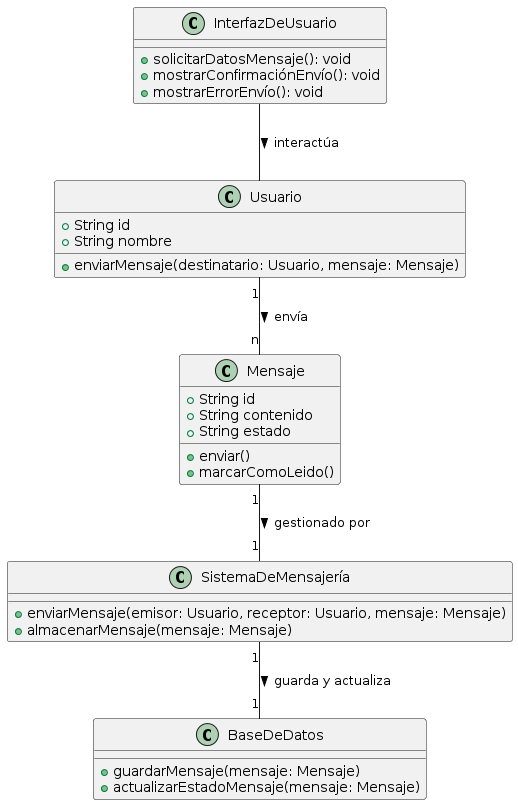 C InterfazDeUsuario
solicitarDatosMensaje(): void
mostrarConfirmaciónEnvío(): void
mostrarErrorEnvío(): void
interactúa
C Usuario
String id
String nombre
enviarMensaje(destinatario: Usuario, mensaje: Mensaje)
1
envía
n
C Mensaje
String id
String contenido
String estado
enviar()
marcarComoLeido()
1
gestionado por
1
C SistemaDeMensajería
enviarMensaje(emisor: Usuario, receptor: Usuario, mensaje: Mensaje)
almacenarMensaje(mensaje: Mensaje)
1
guarda y actualiza
1
C BaseDeDatos
guardarMensaje(mensaje: Mensaje)
actualizarEstadoMensaje(mensaje: Mensaje)